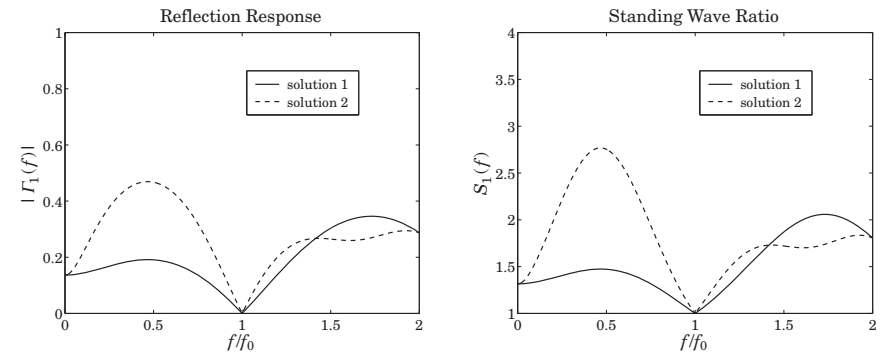 Reflection Response
1
0.8
0.6
0.4
0.2
0
0 0.5 1 1.5 2
f/f0
| Γ1(f)|
solution 1
solution 2
Standing Wave Ratio
4
3.5
3
2.5
2
1.5
1
0 0.5 1 1.5 2
f/f0
S1(f)
solution 1
solution 2